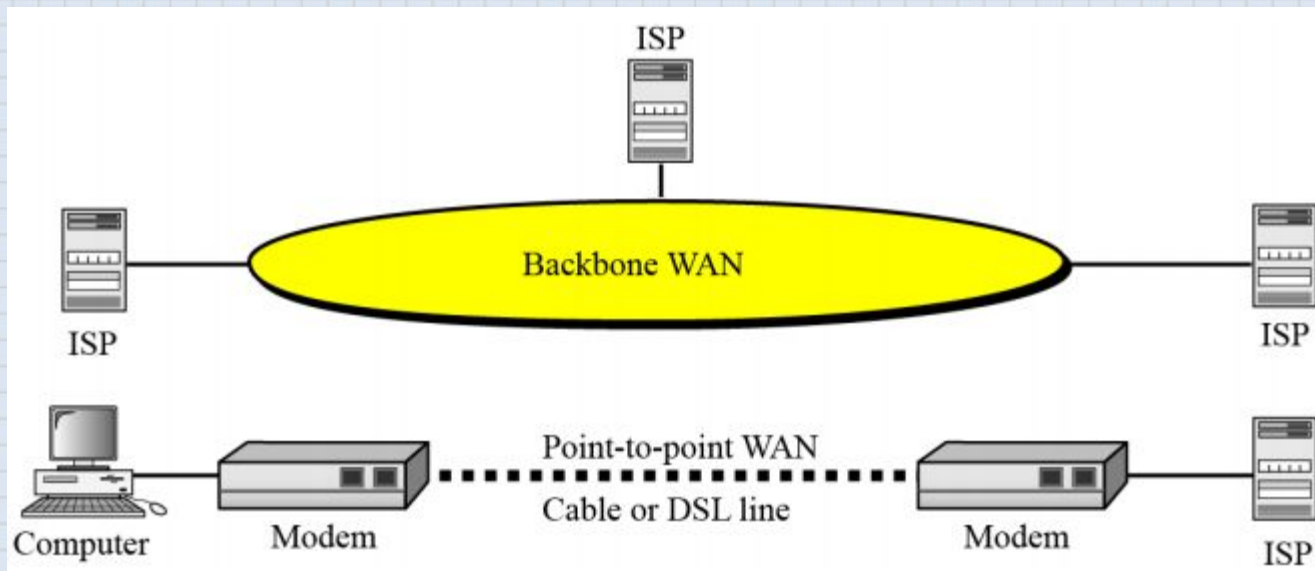 ISP
Backbone WAN
ISP
ISP
Point-to-point WAN
Cable or DSL line
Computer
Modem
Modem
ISP